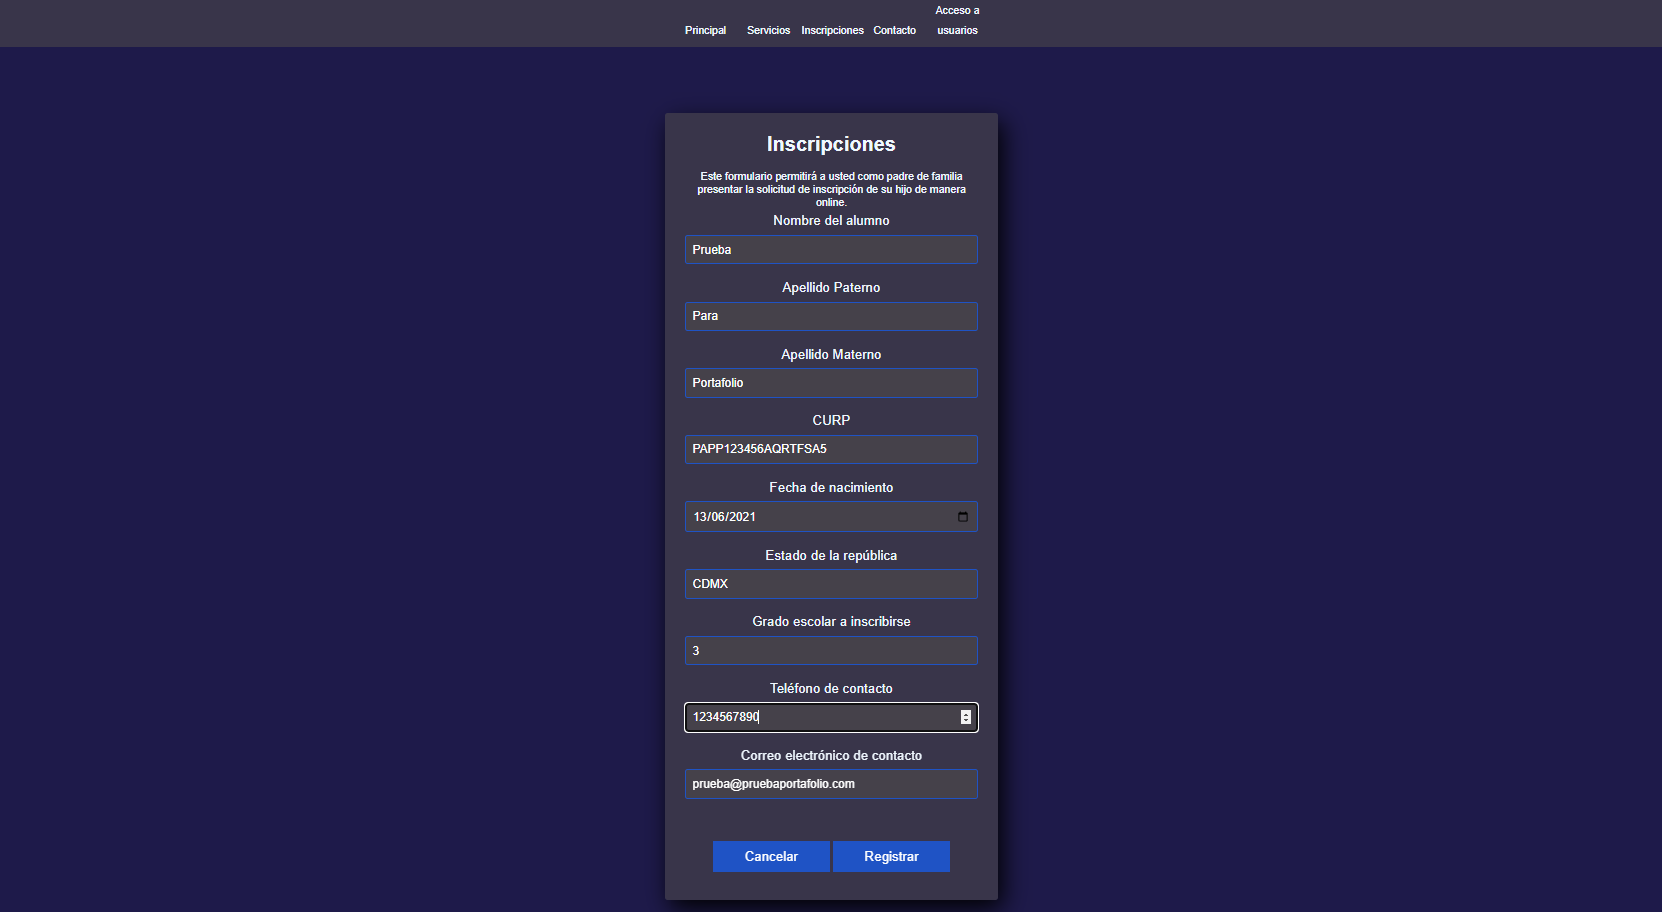 Principal Servicios Inscripciones Contacto Acceso a
usuarios
Inscripciones
Este formulario permitirá a usted como padre de familia
presentar la solicitud de inscripción de su hijo de manera
online.
Nombre del alumno
Prueba
Apellido Paterno
Para
Apellido Materno
Portafolio
CURP
PAPP123456AQRTFSA5
Fecha de nacimiento
13/06/2021
Estado de la república
CDMX
Grado escolar a inscribirse
3
Teléfono de contacto
1234567890
Correo electrónico de contacto
prueba@pruebaportafolio.com
Cancelar Registrar